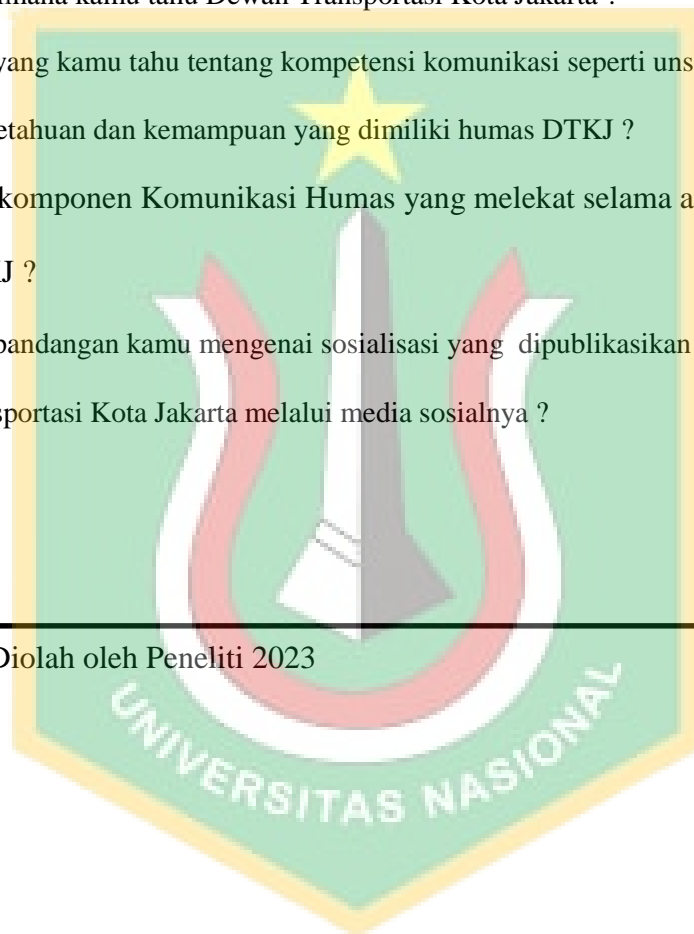 kamu tahu Dewan Transportasi Kota Jakarta ?
yang kamu tahu tentang kompetensi komunikasi seperti uns
etahuan dan kemampuan yang dimiliki humas DTKJ ?
komponen Komunikasi Humas yang melekat selama a
J ?
pandangan kamu mengenai sosialisasi yang dipublikasikan
sportasi Kota Jakarta melalui media sosialnya ?
Diolah oleh Peneliti 2023
UNIVERSITAS NASIONAL